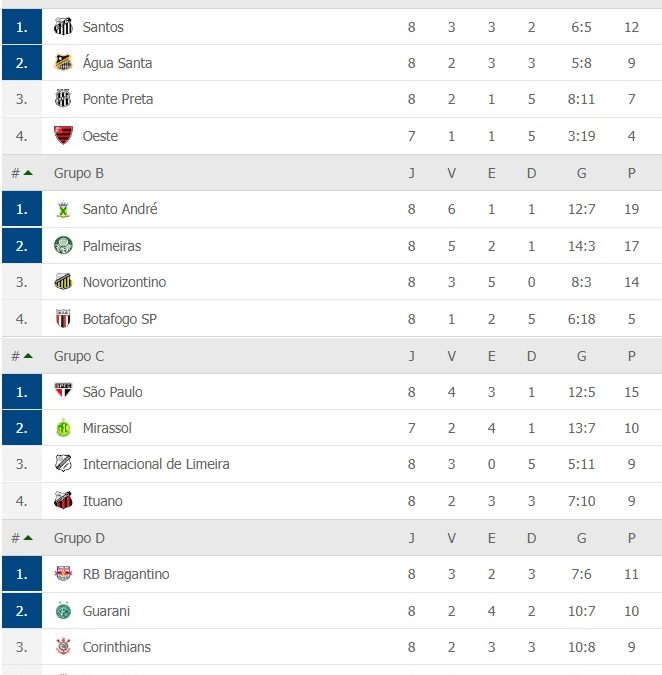 1. Santos 8 3 3 2 6:5 12
2. Água Santa 8 2 3 3 5:8 9
3. Ponte Preta 8 2 1 5 8:11 7
4. Oeste 7 1 1 5 3:19 4
# Grupo B J V E D G P
1. Santo André 8 6 1 1 12:7 19
2. Palmeiras 8 5 2 1 14:3 17
3. Novorizontino 8 3 5 0 8:3 14
4. Botafogo SP 8 1 2 5 6:18 5
# Grupo C J V E D G P
1. São Paulo 8 4 3 1 12:5 15
2. Mirassol 7 2 4 1 13:7 10
3. Internacional de Limeira 8 3 0 5 5:11 9
4. Ituano 8 2 3 3 7:10 9
# Grupo D J V E D G P
1. RB Bragantino 8 3 2 3 7:6 11
2. Guarani 8 2 4 2 10:7 10
3. Corinthians 8 2 3 3 10:8 9